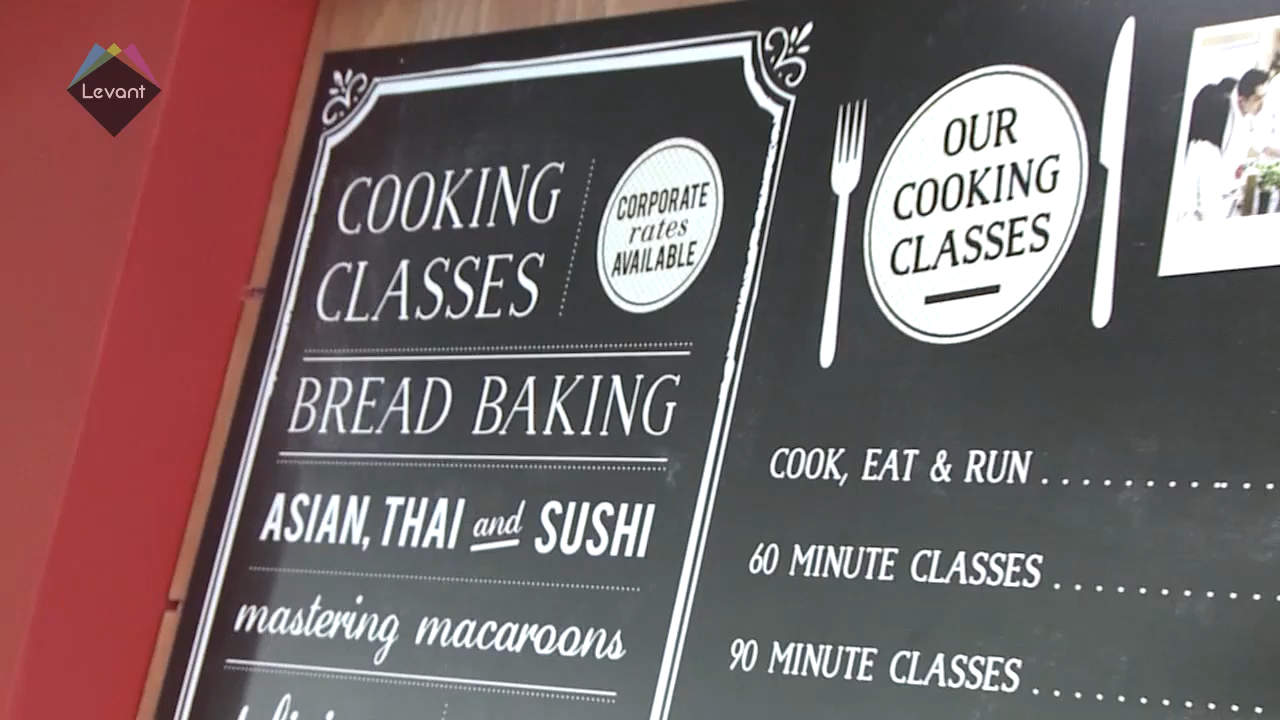 Levant
COOKING
CLASSES
CORPORATE
rates
AVAILABLE
BREAD BAKING
ASIAN, THAI and SUSHI
mastering macaroons
OUR
COOKING
CLASSES
COOK, EAT & RUN
60 MINUTE CLASSES
90 MINUTE CLASSES